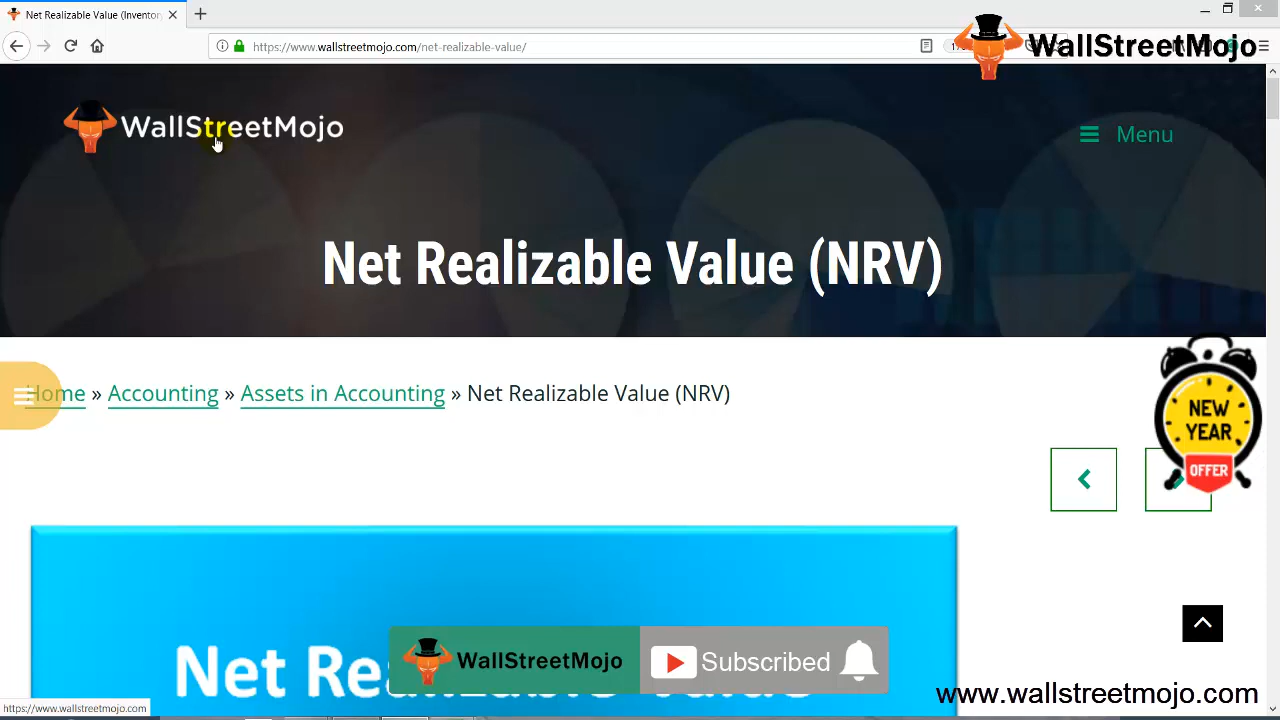 Net Realizable Value (Inventor
https://www.wallstreetmojo.com/net-realizable-value/
WallStreetMojo
WallStreetMojo
Menu
Net Realizable Value (NRV)
Home » Accounting » Assets in Accounting » Net Realizable Value (NRV)
NEW
YEAR
OFFER
Net Realizable Value
WallStreetMojo
Subscribed
www.wallstreetmojo.com
https://www.wallstreetmojo.com